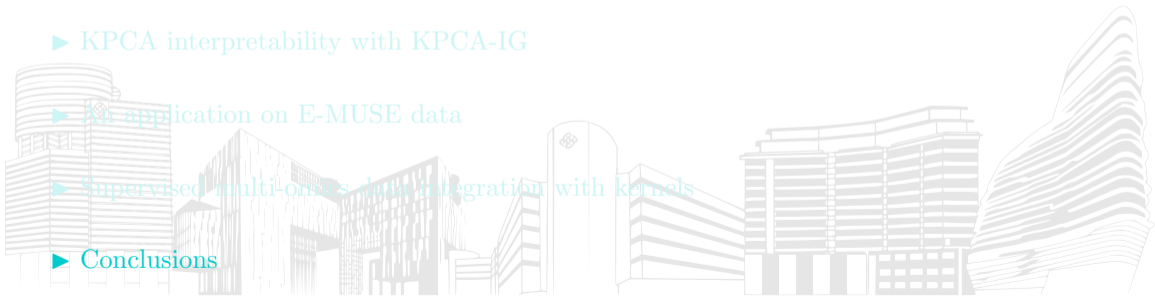 ▶ KPCA interpretability with KPCA-IG
▶ An application on E-MUSE data
▶ Supervised multi-omics data integration with kernels
▶ Conclusions